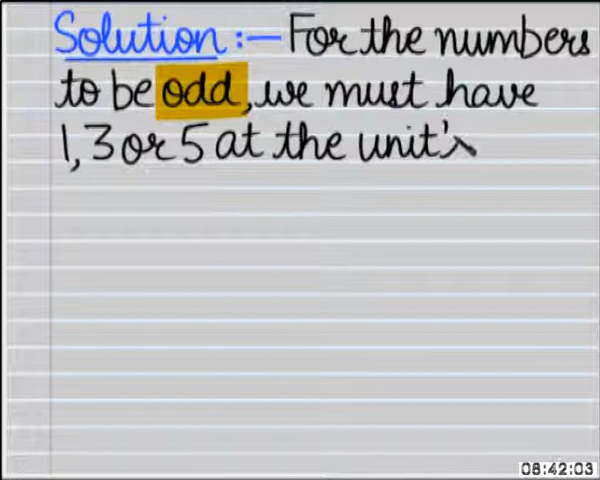 Solution :- For the numbers
to be odd, we must have
1, 3 or 5 at the unit's
08:42:03